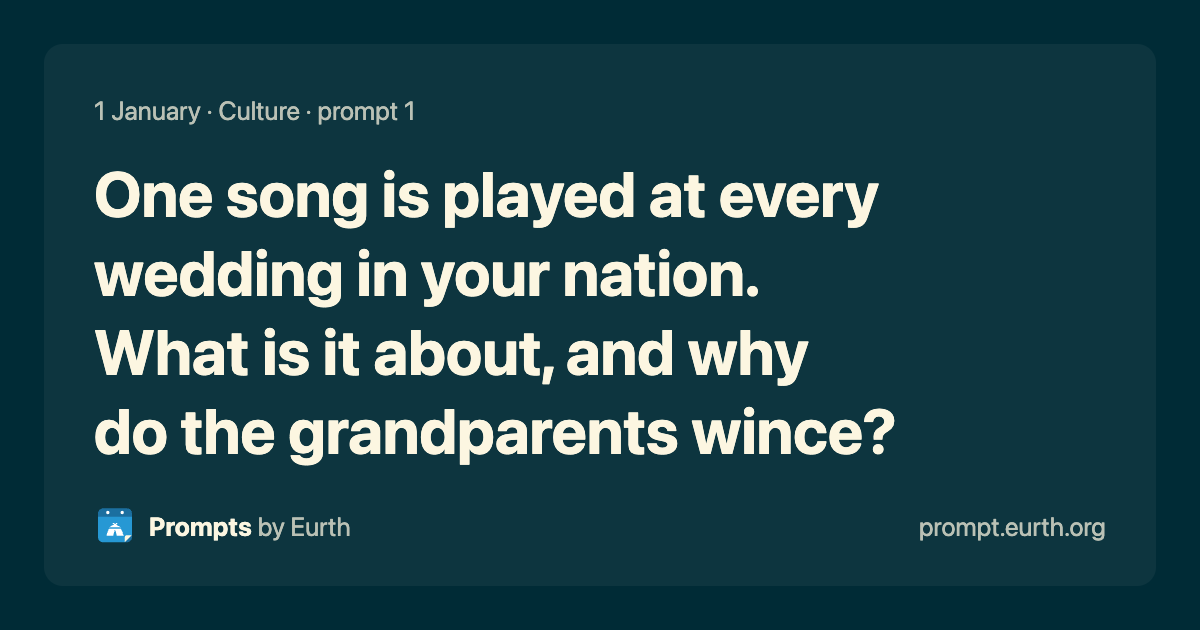 1 January · Culture · prompt 1
One song is played at every
wedding in your nation.
What is it about, and why
do the grandparents wince?
Prompts by Eurth
prompt.eurth.org